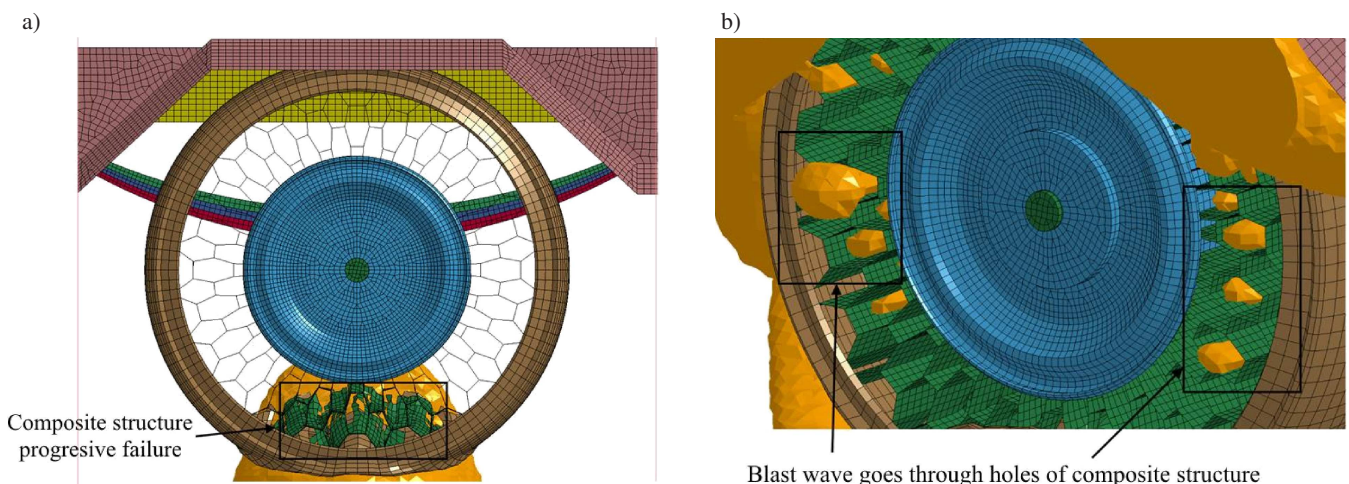 a)
b)
Composite structure
progresive failure
Blast wave goes through holes of composite structure